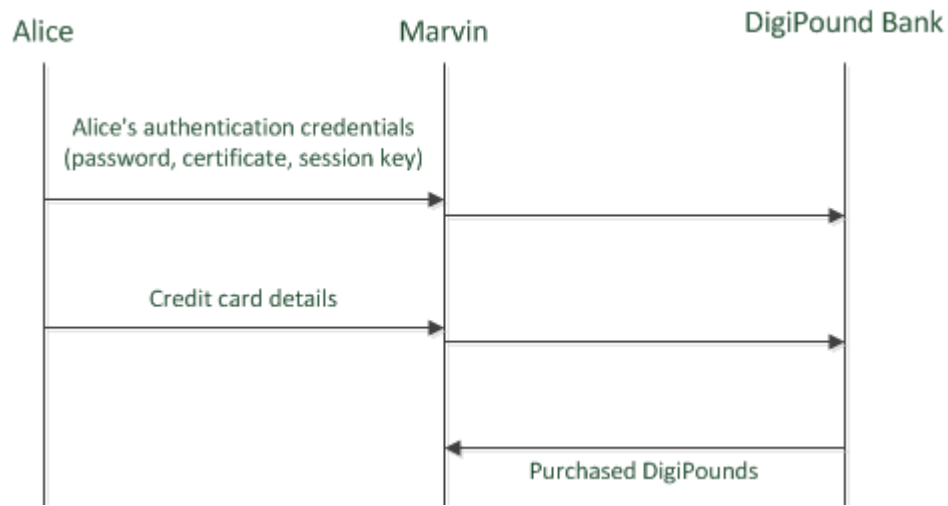 Alice
Marvin
DigiPound Bank
Alice's authentication credentials
(password, certificate, session key)
Credit card details
Purchased DigiPounds